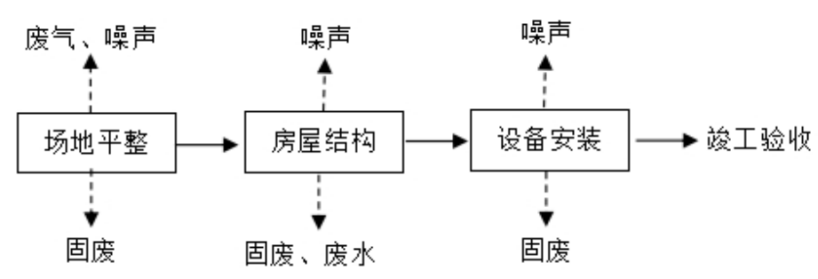 废气、噪声
噪声
噪声
场地平整
房屋结构
设备安装
竣工验收
固废
固废、废水
固废